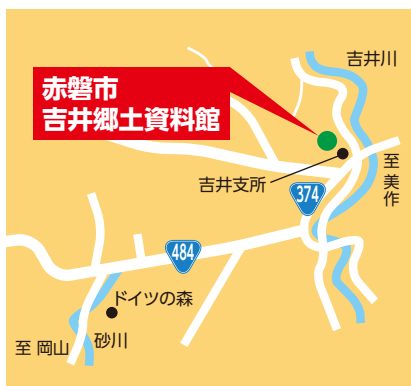 吉井川
赤磐市
吉井郷土資料館
至 美作
吉井支所
374
484
ドイツの森
至 岡山
砂川